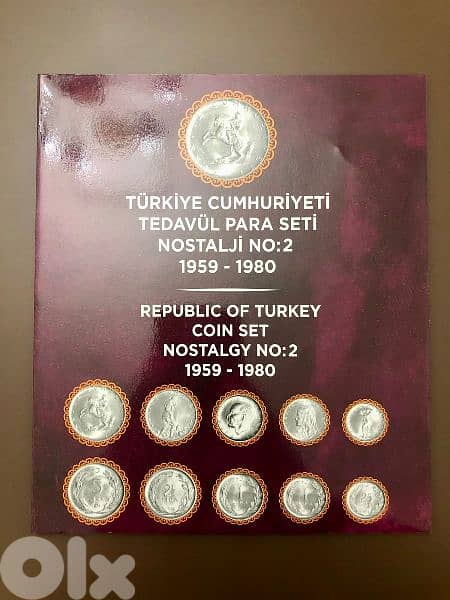 TÜRKİYE CUMHURİYETİ
TEDAVÜL PARA SETİ
NOSTALJİ NO:2
1959 - 1980
REPUBLIC OF TURKEY
COIN SET
NOSTALGY NO:2
1959 - 1980
Olx